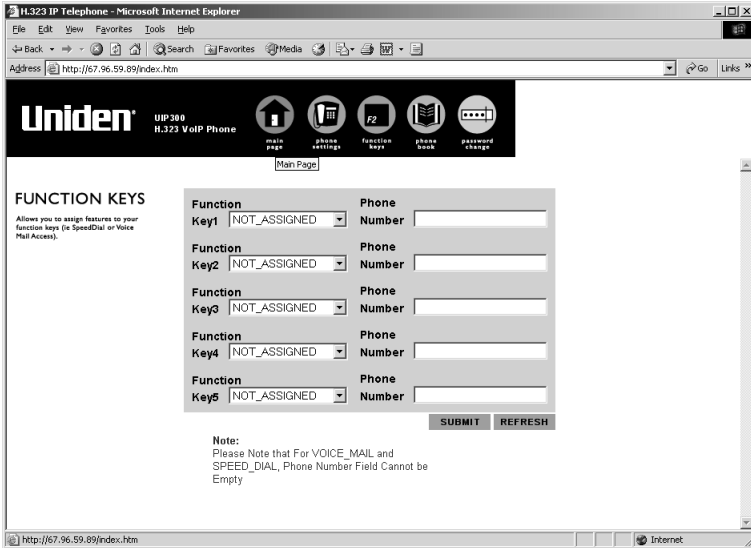 H.323 IP Telephone - Microsoft Internet Explorer
File Edit View Favorites Tools Help
Back Search Favorites Media
Address http://67.96.59.89/index.htm Go Links »
Uniden®
UIP300
H.323 VoIP Phone
main page
phone settings
F2
function keys
phone book
password change
Main Page
FUNCTION KEYS
Allows you to assign features to your
function keys (ie SpeedDial or Voice
Mail Access).
Function Phone
Key1 NOT_ASSIGNED Number
Function Phone
Key2 NOT_ASSIGNED Number
Function Phone
Key3 NOT_ASSIGNED Number
Function Phone
Key4 NOT_ASSIGNED Number
Function Phone
Key5 NOT_ASSIGNED Number
SUBMIT REFRESH
Note:
Please Note that For VOICE_MAIL and
SPEED_DIAL, Phone Number Field Cannot be
Empty
http://67.96.59.89/index.htm Internet